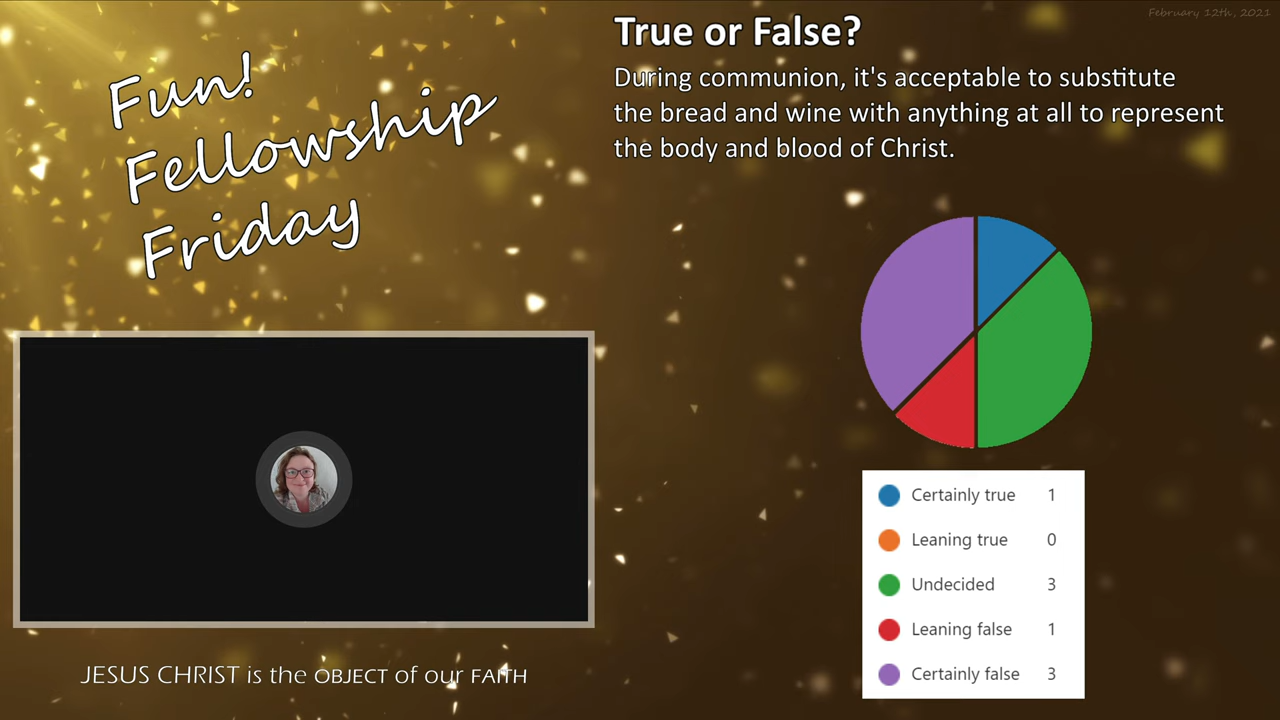 February 12th, 2021
Fun!
Fellowship
Friday
True or False?
During communion, it's acceptable to substitute
the bread and wine with anything at all to represent
the body and blood of Christ.
Certainly true 1
Leaning true 0
Undecided 3
Leaning false 1
Certainly false 3
JESUS CHRIST is the OBJECT of our FAITH